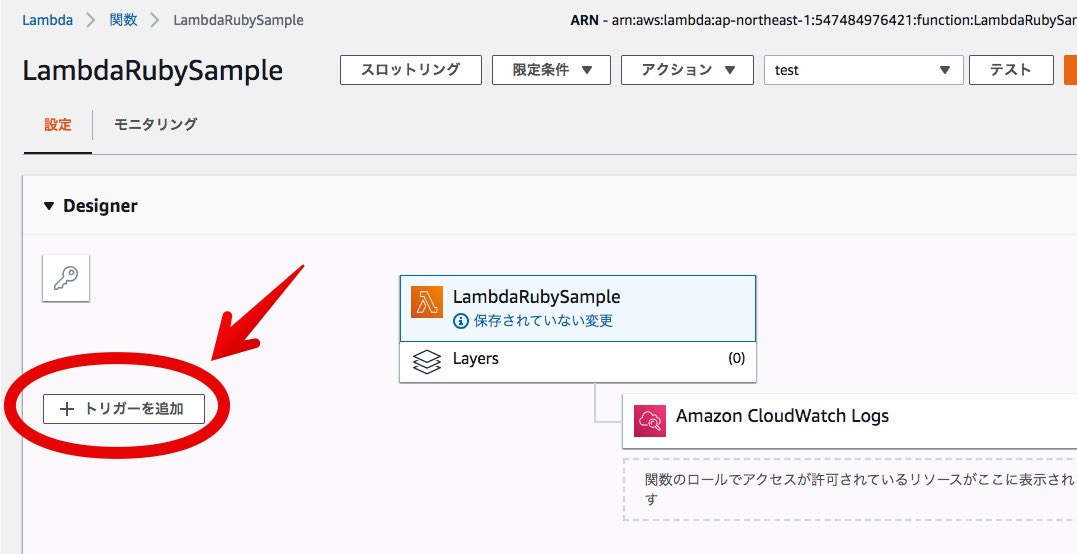 Lambda > 関数 > LambdaRubySample
ARN - arn:aws:lambda:ap-northeast-1:547484976421:function:LambdaRubySam
LambdaRubySample
スロットリング 限定条件 ▼ アクション ▼ test ▼ テスト
設定 モニタリング
▼ Designer
LambdaRubySample
保存されていない変更
Layers (0)
+ トリガーを追加
Amazon CloudWatch Logs
関数のロールでアクセスが許可されているリソースがここに表示され
す